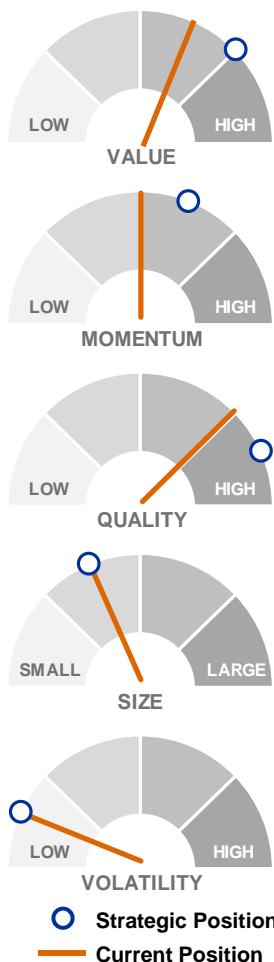 LOW HIGH
VALUE
LOW HIGH
MOMENTUM
LOW HIGH
QUALITY
SMALL LARGE
SIZE
LOW HIGH
VOLATILITY
Strategic Position
Current Position